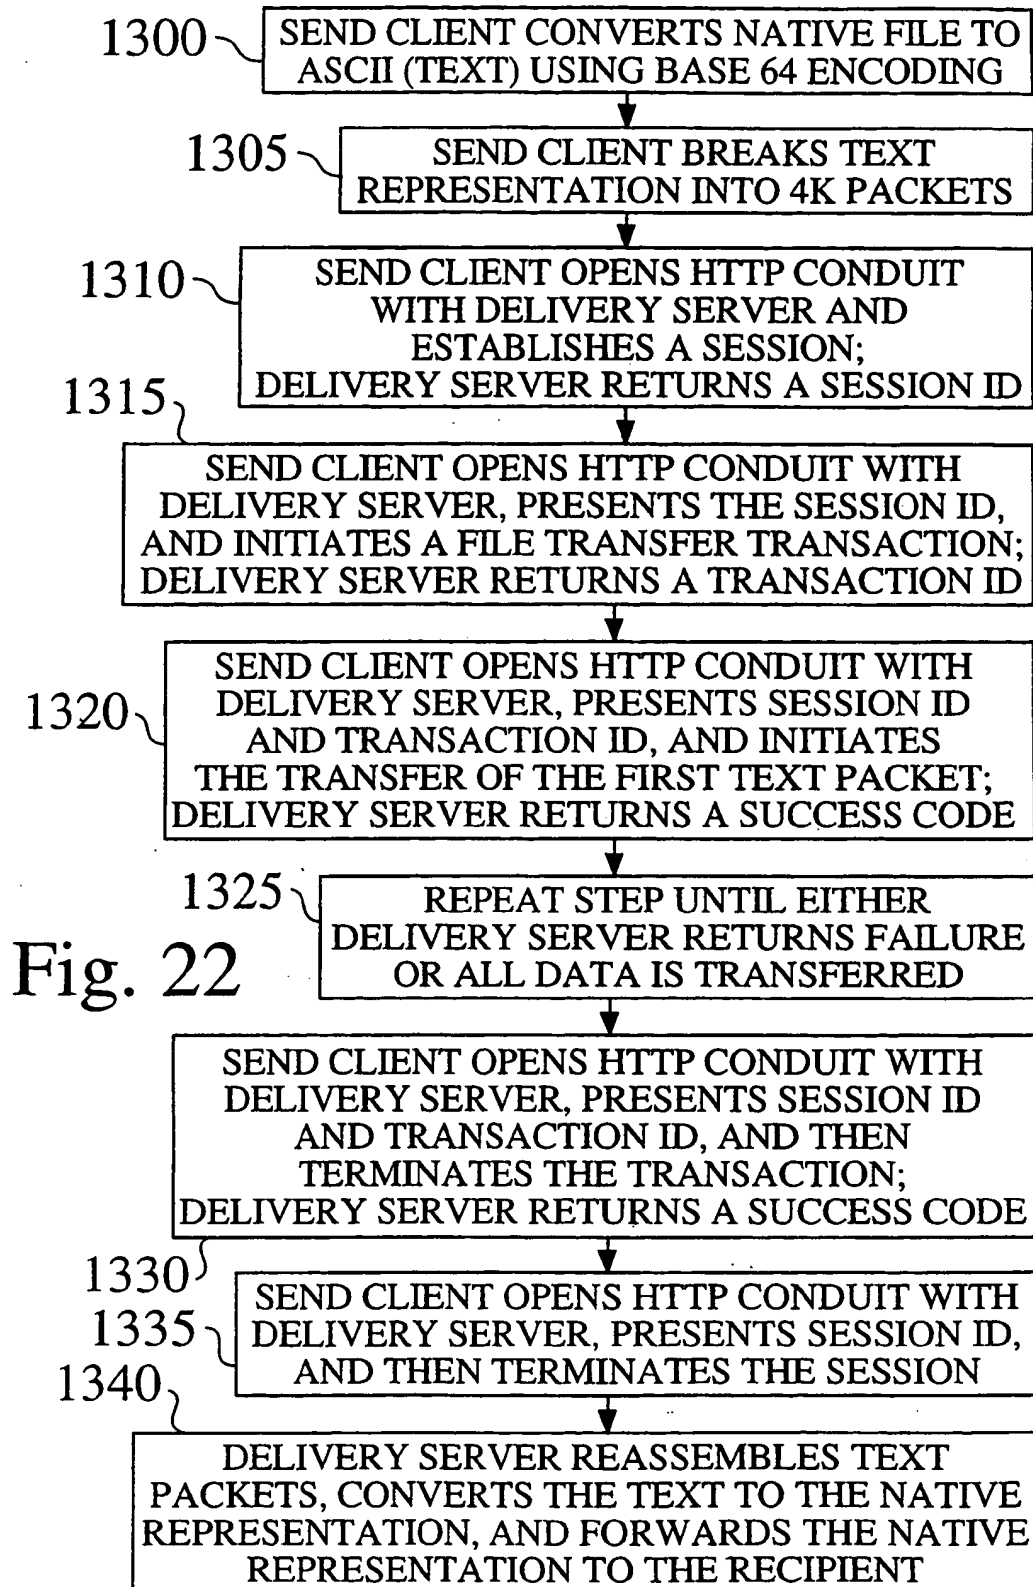 1300
SEND CLIENT CONVERTS NATIVE FILE TO
ASCII (TEXT) USING BASE 64 ENCODING
1305
SEND CLIENT BREAKS TEXT
REPRESENTATION INTO 4K PACKETS
1310
SEND CLIENT OPENS HTTP CONDUIT
WITH DELIVERY SERVER AND
ESTABLISHES A SESSION;
DELIVERY SERVER RETURNS A SESSION ID
1315
SEND CLIENT OPENS HTTP CONDUIT WITH
DELIVERY SERVER, PRESENTS THE SESSION ID,
AND INITIATES A FILE TRANSFER TRANSACTION;
DELIVERY SERVER RETURNS A TRANSACTION ID
1320
SEND CLIENT OPENS HTTP CONDUIT WITH
DELIVERY SERVER, PRESENTS SESSION ID
AND TRANSACTION ID, AND INITIATES
THE TRANSFER OF THE FIRST TEXT PACKET;
DELIVERY SERVER RETURNS A SUCCESS CODE
1325
REPEAT STEP UNTIL EITHER
DELIVERY SERVER RETURNS FAILURE
OR ALL DATA IS TRANSFERRED
Fig. 22
SEND CLIENT OPENS HTTP CONDUIT WITH
DELIVERY SERVER, PRESENTS SESSION ID
AND TRANSACTION ID, AND THEN
TERMINATES THE TRANSACTION;
DELIVERY SERVER RETURNS A SUCCESS CODE
1330
SEND CLIENT OPENS HTTP CONDUIT WITH
DELIVERY SERVER, PRESENTS SESSION ID,
AND THEN TERMINATES THE SESSION
1335
1340
DELIVERY SERVER REASSEMBLES TEXT
PACKETS, CONVERTS THE TEXT TO THE NATIVE
REPRESENTATION, AND FORWARDS THE NATIVE
REPRESENTATION TO THE RECIPIENT